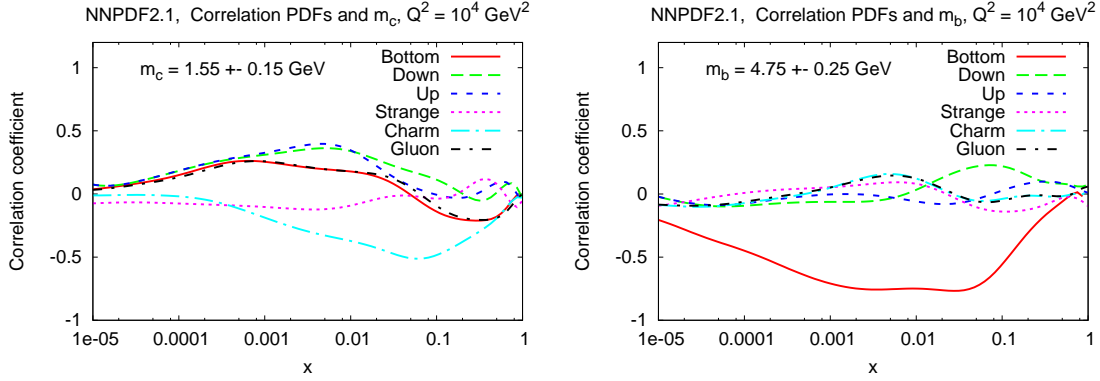 NNPDF2.1, Correlation PDFs and m_c, Q^2 = 10^4 GeV^2
m_c = 1.55 +- 0.15 GeV
Bottom
Down
Up
Strange
Charm
Gluon
Correlation coefficient
1
0.5
0
-0.5
-1
1e-05 0.0001 0.001 0.01 0.1 1
x
NNPDF2.1, Correlation PDFs and m_b, Q^2 = 10^4 GeV^2
m_b = 4.75 +- 0.25 GeV
Bottom
Down
Up
Strange
Charm
Gluon
Correlation coefficient
1
0.5
0
-0.5
-1
1e-05 0.0001 0.001 0.01 0.1 1
x